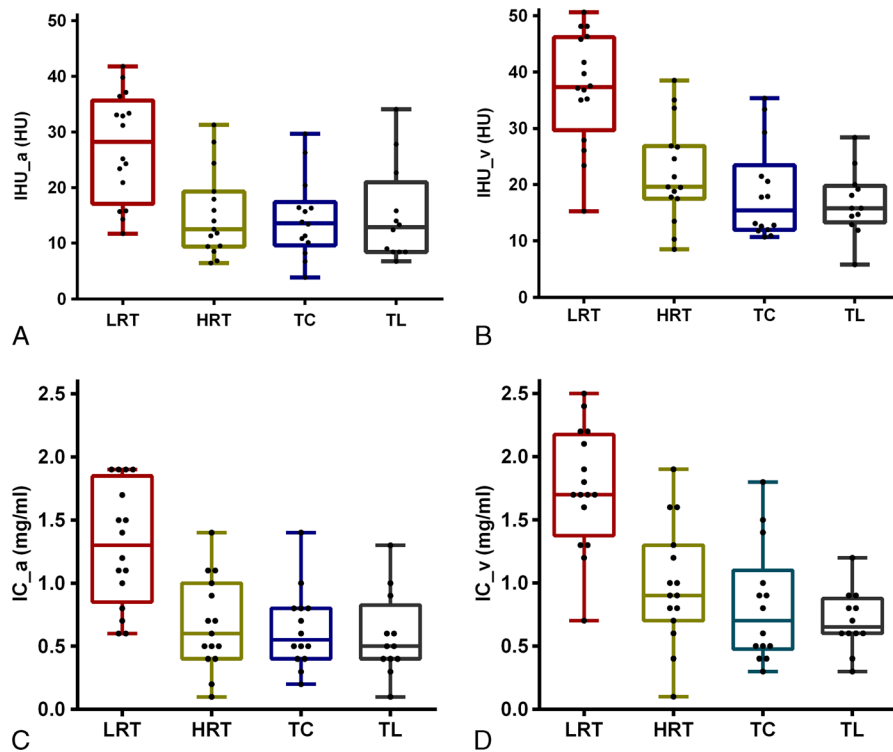 IHU_a (HU)
50
40
30
20
10
0
LRT HRT TC TL
A
IHU_v (HU)
50
40
30
20
10
0
LRT HRT TC TL
B
IC_a (mg/ml)
2.5
2.0
1.5
1.0
0.5
0.0
LRT HRT TC TL
C
IC_v (mg/ml)
2.5
2.0
1.5
1.0
0.5
0.0
LRT HRT TC TL
D